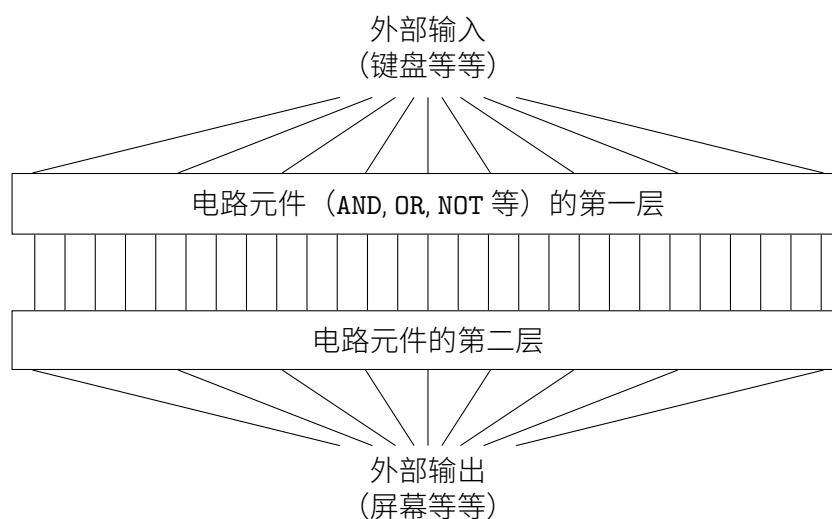 外部输入
（键盘等等）
电路元件（AND, OR, NOT 等）的第一层
电路元件的第二层
外部输出
（屏幕等等）